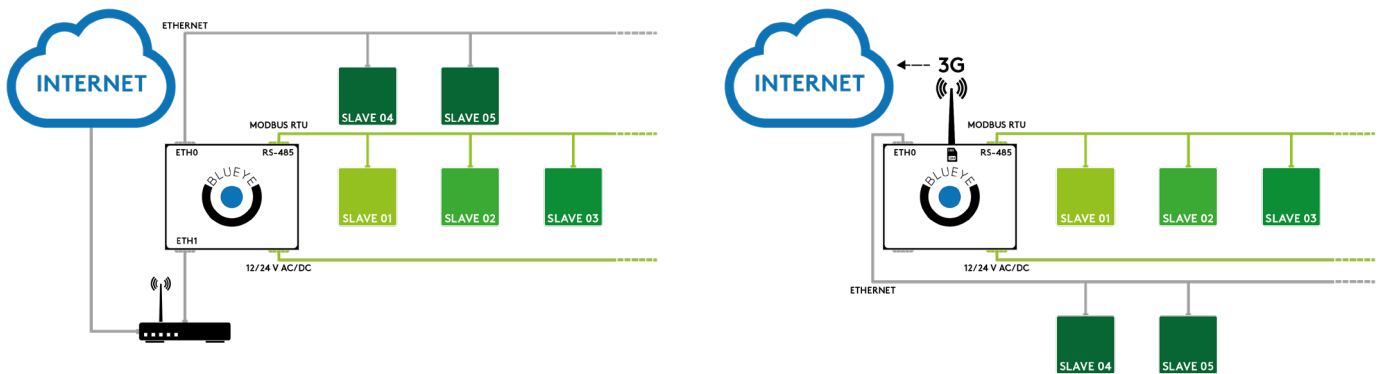 ETHERNET
INTERNET
SLAVE 04
SLAVE 05
MODBUS RTU
ETH0
RS-485
BLUEYE
SLAVE 01
SLAVE 02
SLAVE 03
ETH1
12/24 V AC/DC
3G
INTERNET
MODBUS RTU
ETH0
RS-485
BLUEYE
SLAVE 01
SLAVE 02
SLAVE 03
12/24 V AC/DC
ETHERNET
SLAVE 04
SLAVE 05